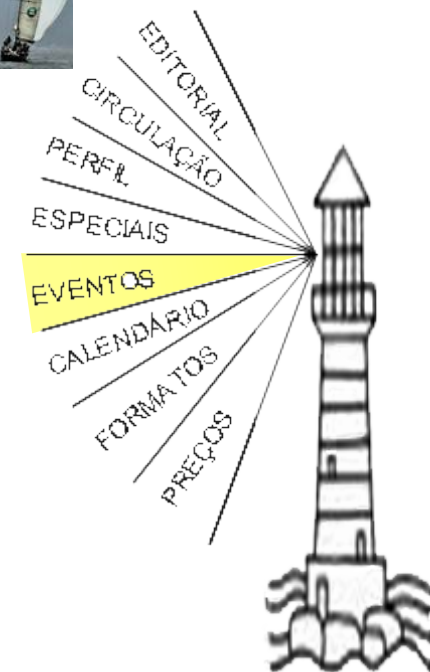 EDITORIAL
CIRCULAÇÃO
PERFIL
ESPECIAIS
EVENTOS
CALENDÁRIO
FORMATOS
PREÇOS